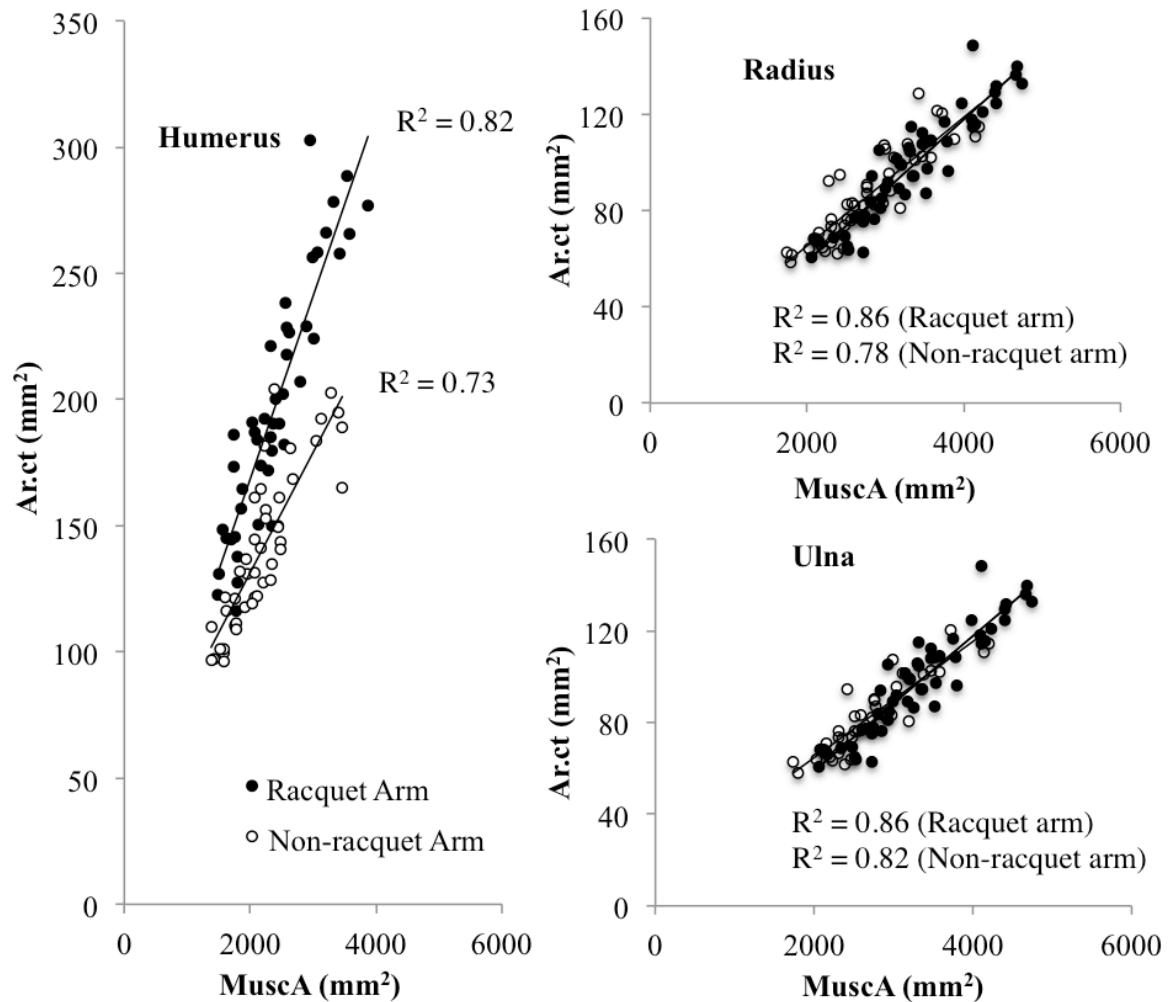 350
300
250
200
150
100
50
0
Ar.ct (mm²)
Humerus
R² = 0.82
R² = 0.73
Racquet Arm
Non-racquet Arm
0 2000 4000 6000
MuscA (mm²)
160
120
80
40
0
Ar.ct (mm²)
Radius
R² = 0.86 (Racquet arm)
R² = 0.78 (Non-racquet arm)
0 2000 4000 6000
MuscA (mm²)
160
120
80
40
0
Ar.ct (mm²)
Ulna
R² = 0.86 (Racquet arm)
R² = 0.82 (Non-racquet arm)
0 2000 4000 6000
MuscA (mm²)